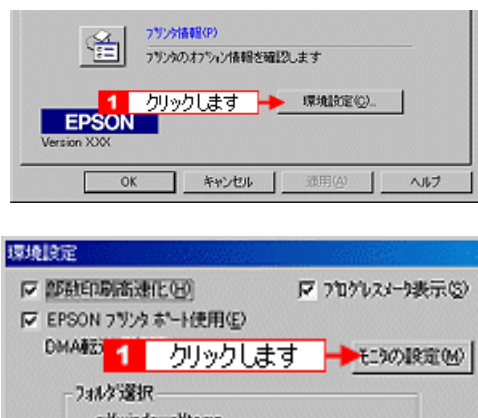 プリンタ情報(P)
プリンタのオプション情報を確認します
1 クリックします 環境設定(C)...
EPSON
Version XXX
OK キャンセル 適用(A) ヘルプ
環境設定
部数印刷高速化(H) プログレスメータ表示(S)
EPSON プリンタ ポート使用(E)
DMA転
1 クリックします モニタの設定(M)
フォルダ選択